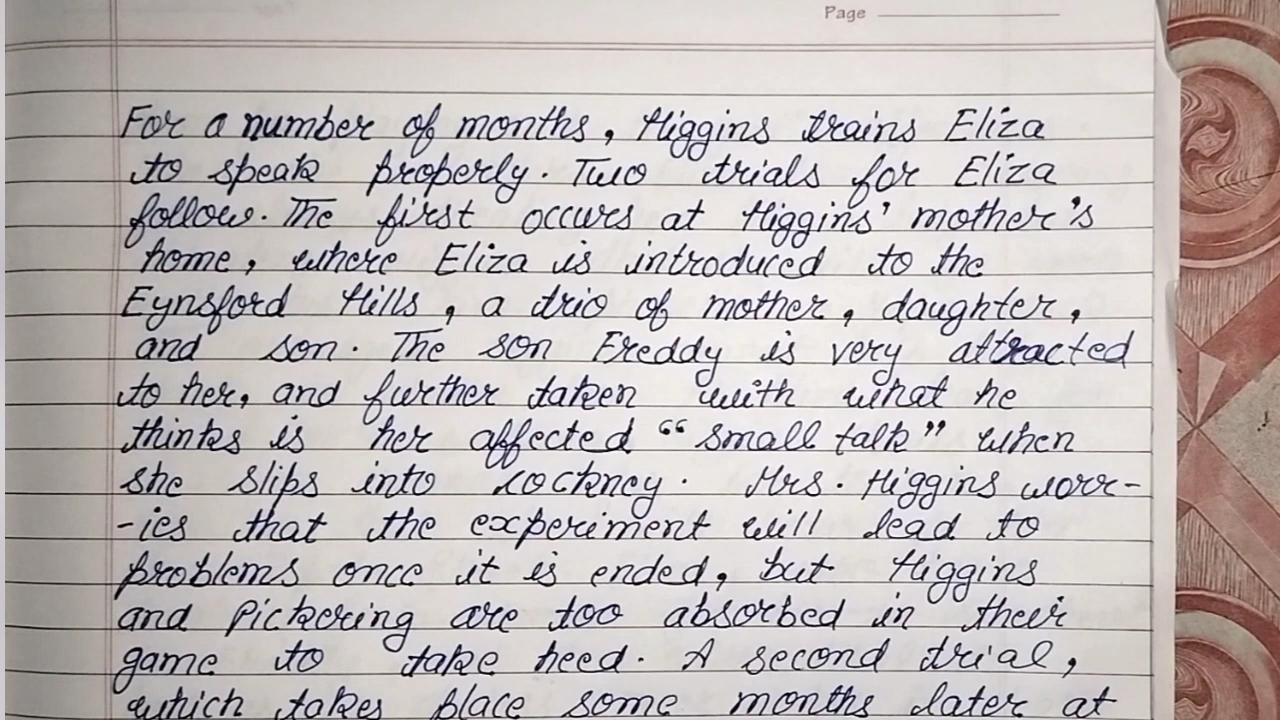 Page
For a number of months, Higgins trains Eliza
to speak properly. Two trials for Eliza
follow. The first occurs at Higgins' mother's
home, where Eliza is introduced to the
Eynsford Hills, a trio of mother, daughter,
and son. The son Freddy is very attracted
to her, and further taken with what he
thinks is her affected "small talk" when
she slips into cockney. Mrs. Higgins worr-
-ies that the experiment will lead to
problems once it is ended, but Higgins
and Pickering are too absorbed in their
game to take heed. A second trial,
which takes place some months later at